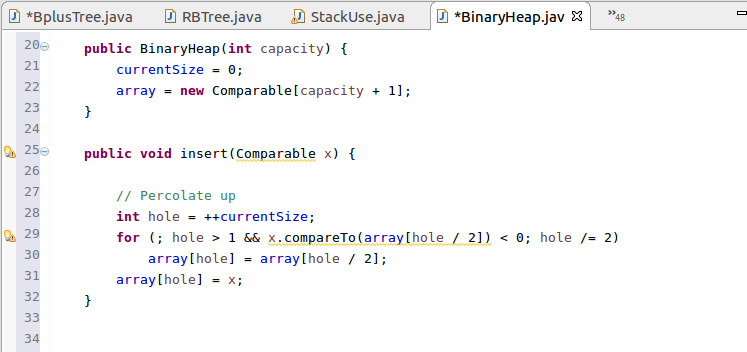 *BplusTree.java RBTree.java StackUse.java *BinaryHeap.jav »48
20 public BinaryHeap(int capacity) {
21 currentSize = 0;
22 array = new Comparable[capacity + 1];
23 }
24
25 public void insert(Comparable x) {
26
27 // Percolate up
28 int hole = ++currentSize;
29 for (; hole > 1 && x.compareTo(array[hole / 2]) < 0; hole /= 2)
30 array[hole] = array[hole / 2];
31 array[hole] = x;
32 }
33
34